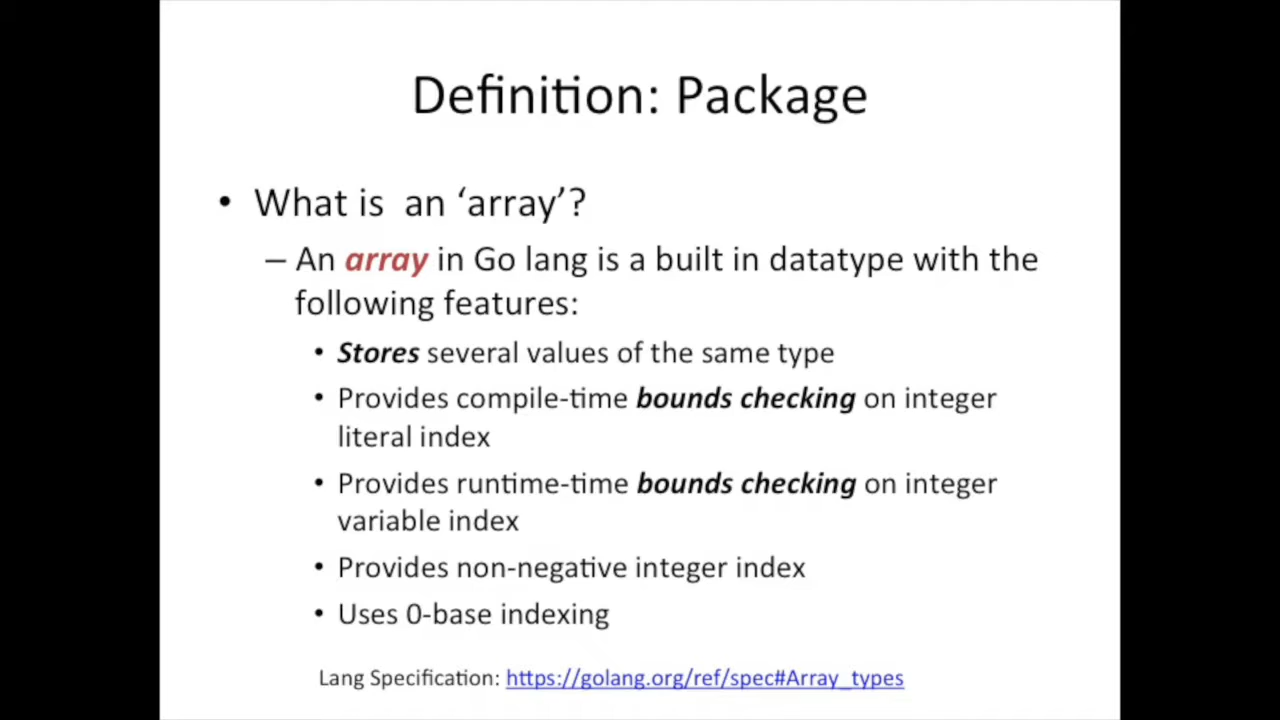 Definition: Package
• What is  an ‘array’?
– An array in Go lang is a built in datatype with the
following features:
• Stores several values of the same type
• Provides compile-time bounds checking on integer
literal index
• Provides runtime-time bounds checking on integer
variable index
• Provides non-negative integer index
• Uses 0-base indexing
Lang Specification: https://golang.org/ref/spec#Array_types